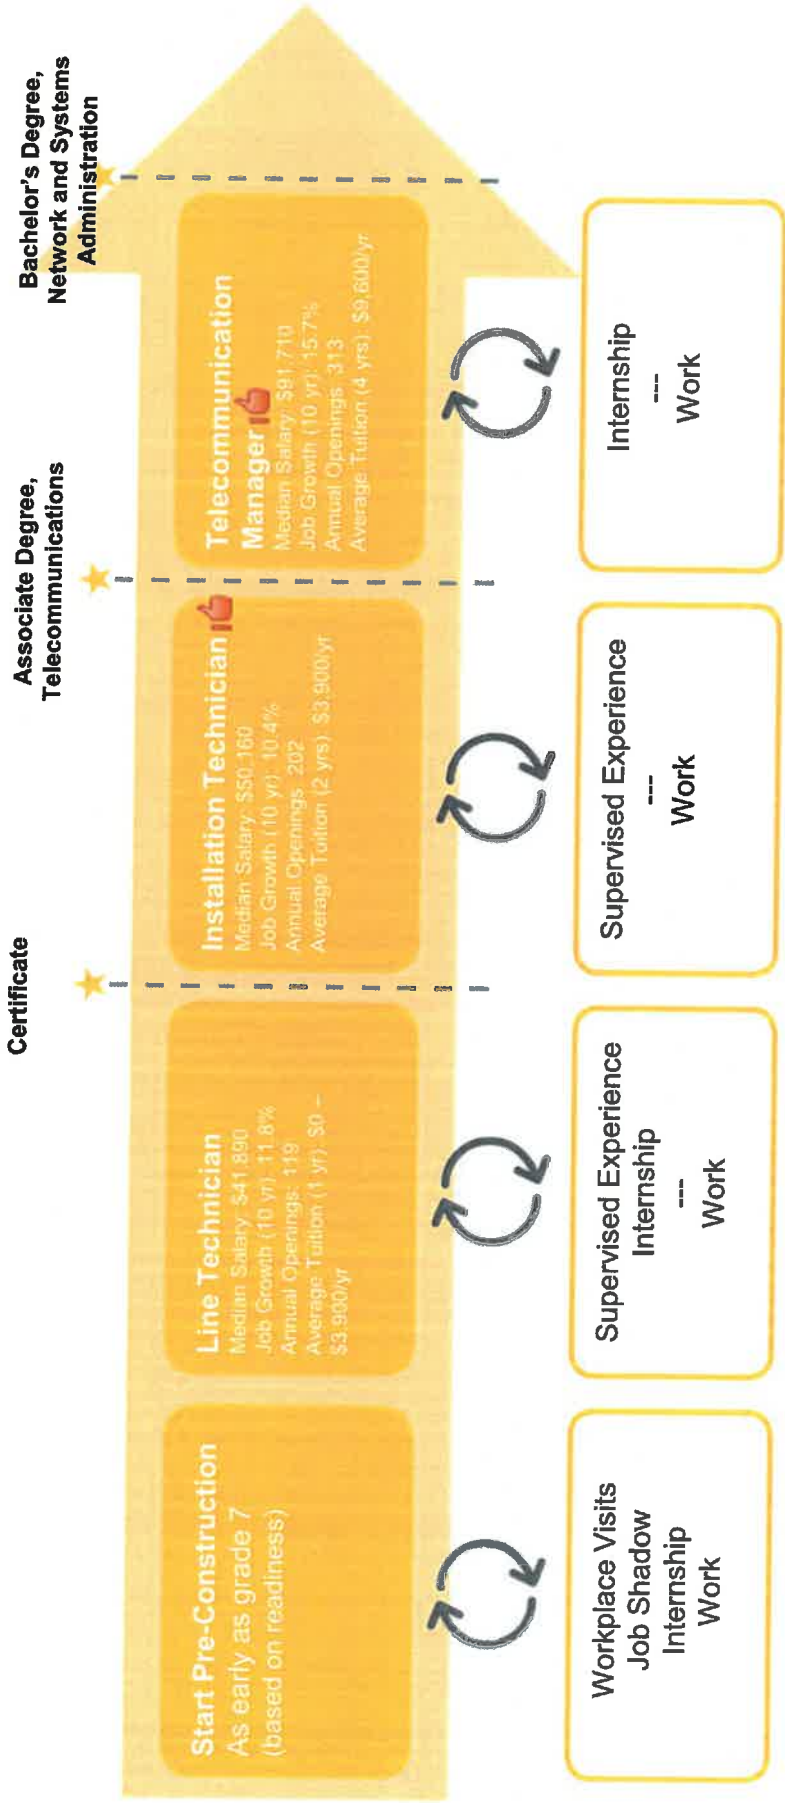 Certificate
Associate Degree,
Telecommunications
Bachelor's Degree,
Network and Systems
Administration
Start Pre-Construction
As early as grade 7
(based on readiness)
Line Technician
Median Salary: $41,890
Job Growth (10 yr): 11.8%
Annual Openings: 119
Average Tuition (1 yr): $0 –
$3,900/yr
Installation Technician
Median Salary: $50,160
Job Growth (10 yr): 10.4%
Annual Openings: 202
Average Tuition (2 yrs): $3,900/yr
Telecommunication
Manager
Median Salary: $91,710
Job Growth (10 yr): 15.7%
Annual Openings: 313
Average Tuition (4 yrs): $9,600/yr
Workplace Visits
Job Shadow
Internship
Work
Supervised Experience
Internship
---
Work
Supervised Experience
---
Work
Internship
---
Work